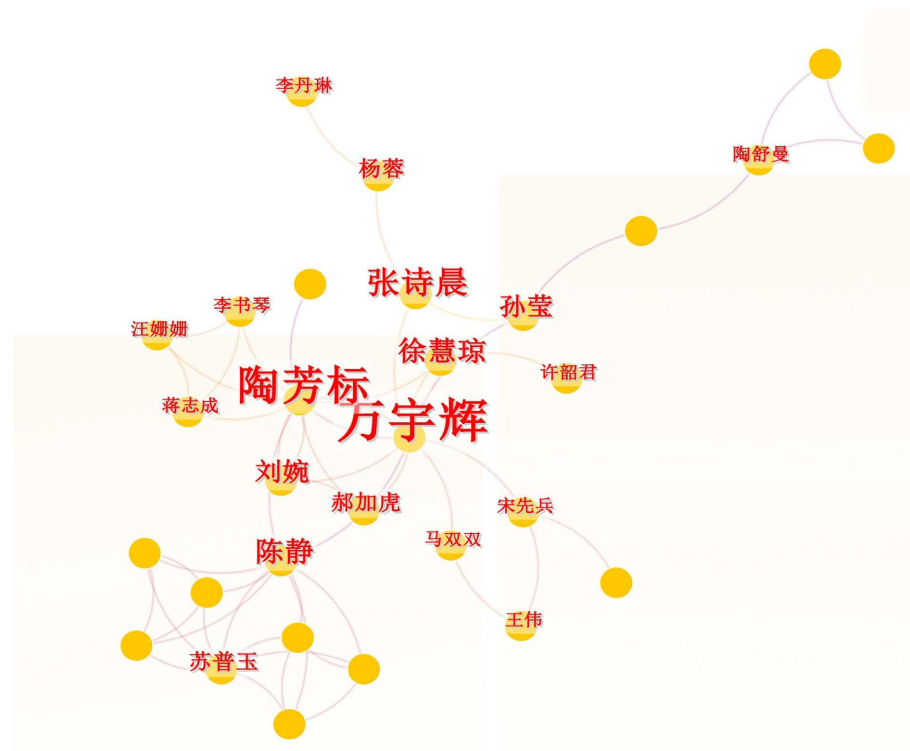 李丹琳
陶舒曼
杨蓉
张诗晨
李书琴
孙莹
汪姗姗
徐慧琼
许韶君
陶芳标
蒋志成
万宇辉
刘婉
郝加虎
宋先兵
马双双
陈静
王伟
苏普玉